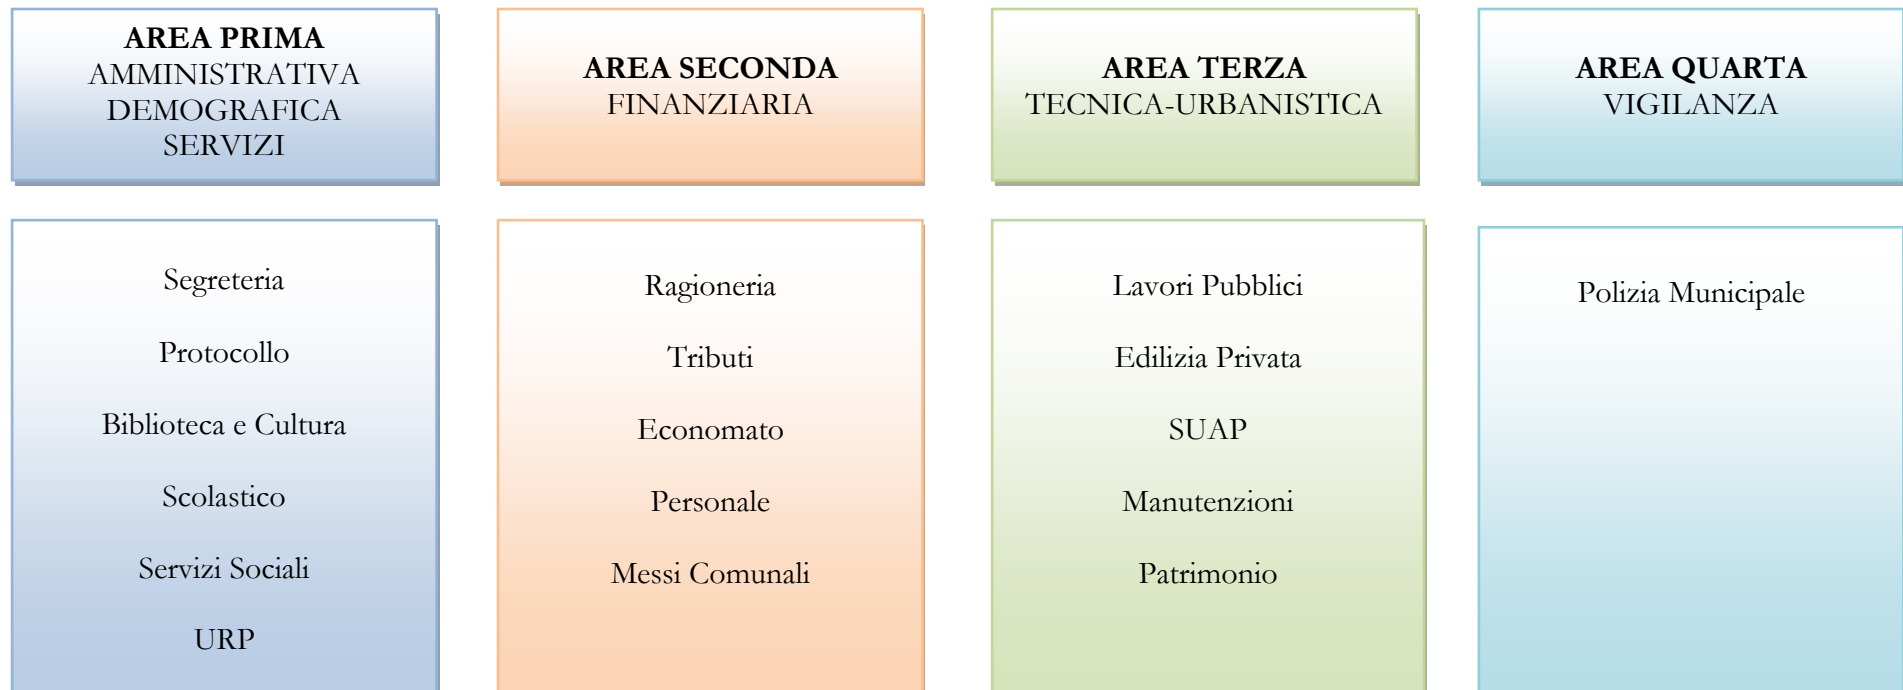 AREA PRIMA
AMMINISTRATIVA
DEMOGRAFICA
SERVIZI
AREA SECONDA
FINANZIARIA
AREA TERZA
TECNICA-URBANISTICA
AREA QUARTA
VIGILANZA
Segreteria
Protocollo
Biblioteca e Cultura
Scolastico
Servizi Sociali
URP
Ragioneria
Tributi
Economato
Personale
Messi Comunali
Lavori Pubblici
Edilizia Privata
SUAP
Manutenzioni
Patrimonio
Polizia Municipale